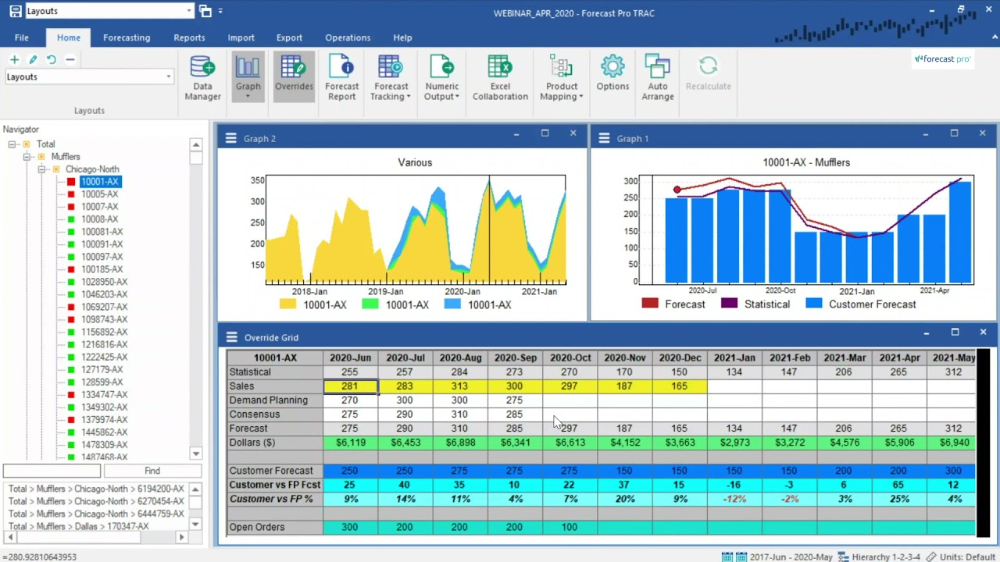 Layouts
WEBINAR_APR_2020 - Forecast Pro TRAC
File Home Forecasting Reports Import Export Operations Help
forecast pro
Layouts
Data Manager
Graph
Overrides
Forecast Report
Forecast Tracking
Numeric Output
Excel Collaboration
Product Mapping
Options
Auto Arrange
Recalculate
Layouts
Navigator
Total
Mufflers
Chicago-North
10001-AX
10005-AX
10007-AX
10008-AX
100081-AX
100091-AX
100097-AX
100185-AX
1028950-AX
1046203-AX
1069207-AX
1098743-AX
1156892-AX
1216816-AX
1222425-AX
127179-AX
128599-AX
1334747-AX
1349302-AX
1379974-AX
1445862-AX
1478309-AX
1487468-AX
Find
Total > Mufflers > Chicago-North > 6194200-AX
Total > Mufflers > Chicago-North > 6270454-AX
Total > Mufflers > Chicago-North > 6444759-AX
Total > Mufflers > Dallas > 170347-AX
Graph 2
Various
350
300
250
200
150
2018-Jan 2019-Jan 2020-Jan 2021-Jan
10001-AX 10001-AX 10001-AX
Graph 1
10001-AX - Mufflers
300
250
200
150
100
50
0
2020-Jul 2020-Oct 2021-Jan 2021-Apr
Forecast Statistical Customer Forecast
Override Grid
10001-AX 2020-Jun 2020-Jul 2020-Aug 2020-Sep 2020-Oct 2020-Nov 2020-Dec 2021-Jan 2021-Feb 2021-Mar 2021-Apr 2021-May
Statistical 255 257 284 273 270 170 150 134 147 206 265 312
Sales 281 283 313 300 297 187 165
Demand Planning 270 300 300 275
Consensus 275 290 310 285
Forecast 275 290 310 285 297 187 165 134 147 206 265 312
Dollars ($) $6,119 $6,453 $6,898 $6,341 $6,613 $4,152 $3,663 $2,973 $3,272 $4,576 $5,906 $6,940
Customer Forecast 250 250 275 275 275 150 150 150 150 200 200 300
Customer vs FP Fcst 25 40 35 10 22 37 15 -16 -3 6 65 12
Customer vs FP % 9% 14% 11% 4% 7% 20% 9% -12% -2% 3% 25% 4%
Open Orders 300 200 200 200 100
=280.92810643953
2017-Jun - 2020-May Hierarchy 1-2-3-4 Units: Default